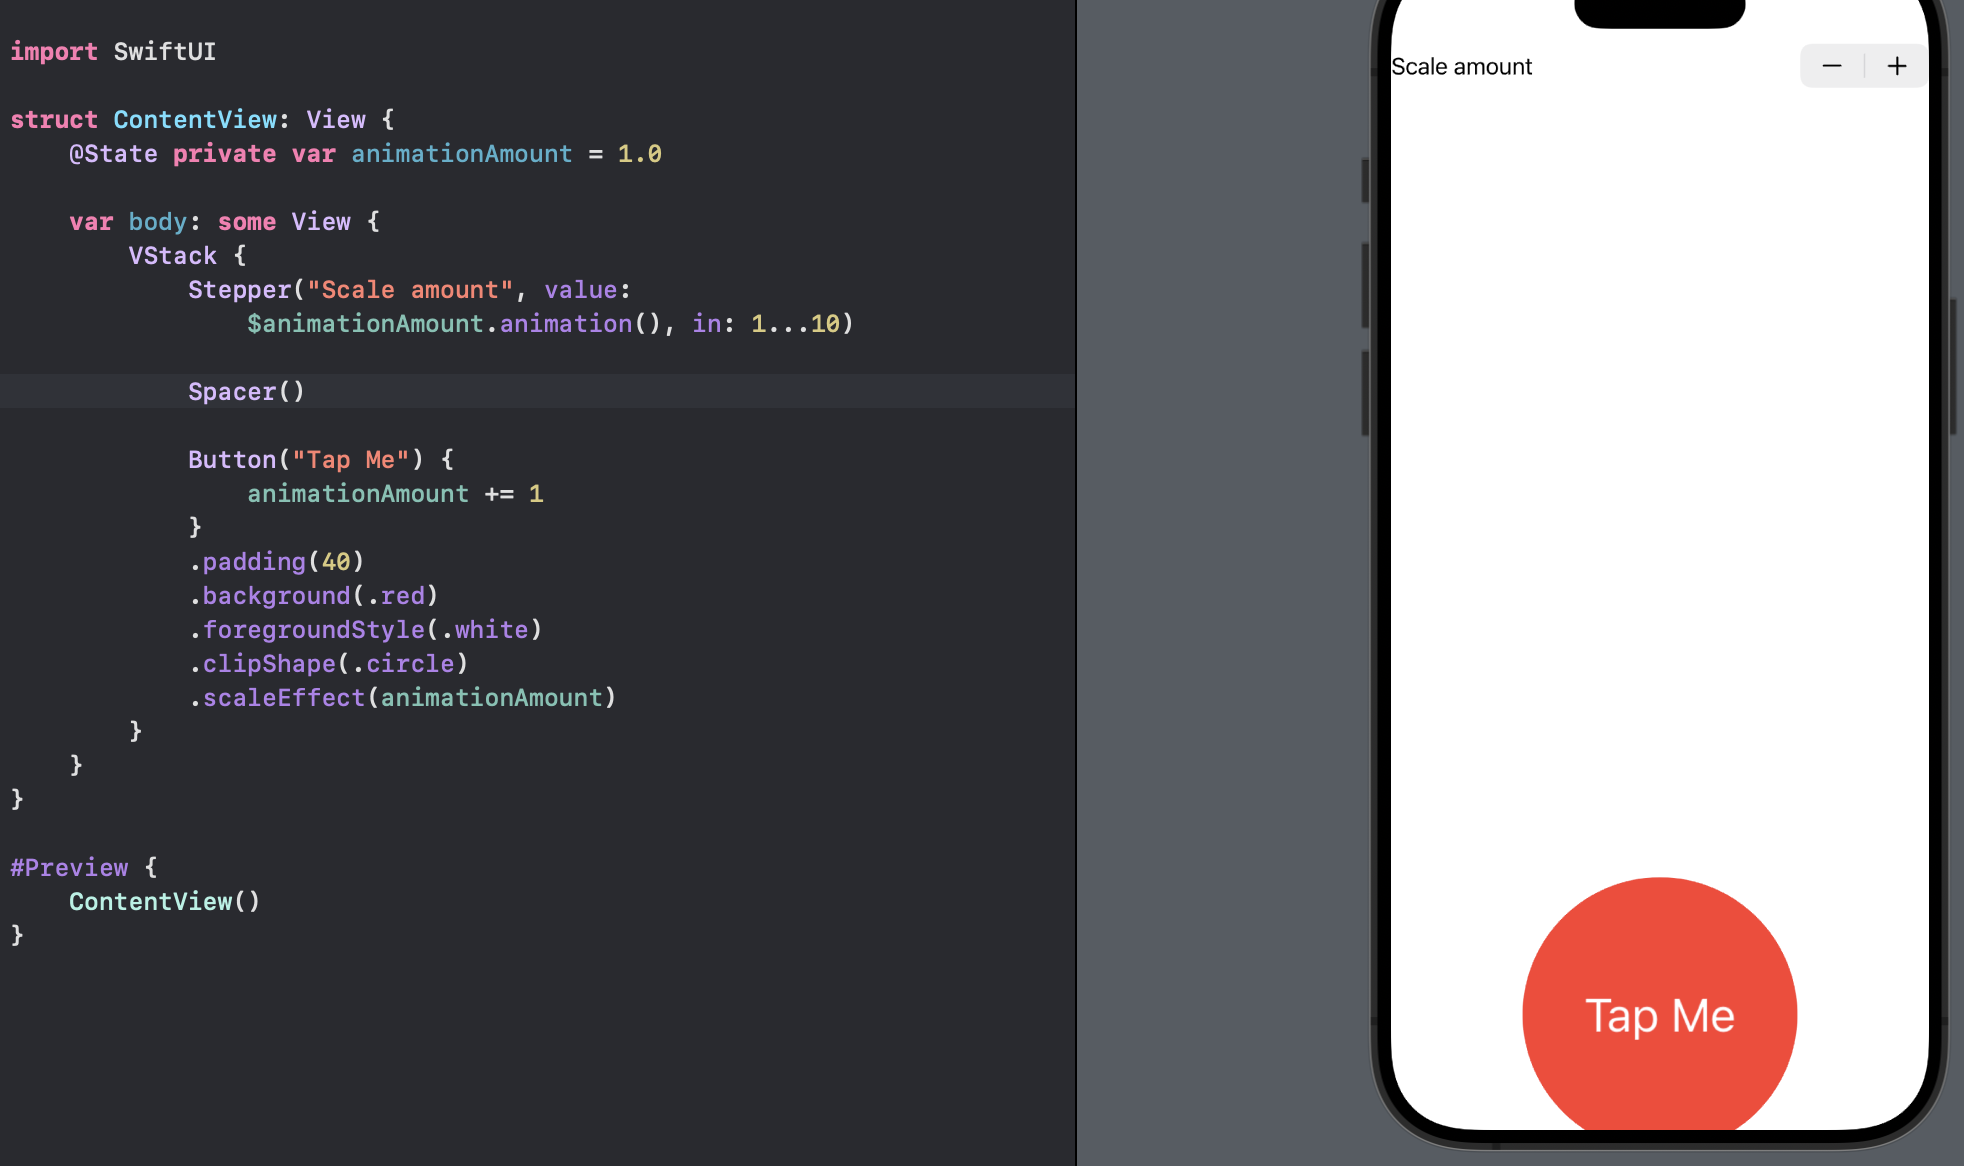 import SwiftUI
struct ContentView: View {
@State private var animationAmount = 1.0
var body: some View {
VStack {
Stepper("Scale amount", value:
$animationAmount.animation(), in: 1...10)
Spacer()
Button("Tap Me") {
animationAmount += 1
}
.padding(40)
.background(.red)
.foregroundStyle(.white)
.clipShape(.circle)
.scaleEffect(animationAmount)
}
}
}
#Preview {
ContentView()
}
Scale amount
− +
Tap Me